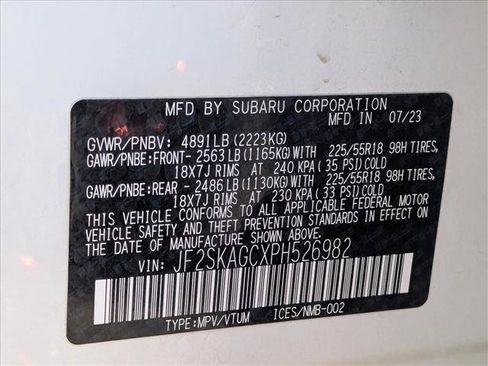 MFD BY SUBARU CORPORATION
MFD IN 07/23
GVWR/PNBV: 4891LB (2223KG)
GAWR/PNBE:FRONT- 2563LB (1165KG) WITH 225/55R18 98H TIRES,
18X7J RIMS AT 240 KPA (35 PSI)COLD
GAWR/PNBE:REAR - 2486LB (1130KG) WITH 225/55R18 98H TIRES,
18X7J RIMS AT 230 KPA (33 PSI)COLD
THIS VEHICLE CONFORMS TO ALL APPLICABLE FEDERAL MOTOR
VEHICLE SAFETY AND THEFT PREVENTION STANDARDS IN EFFECT
ON THE DATE OF MANUFACTURE SHOWN ABOVE.
VIN: JF2SKAGCXPH526982
TYPE:MPV/VTUM ICES/NMB-002